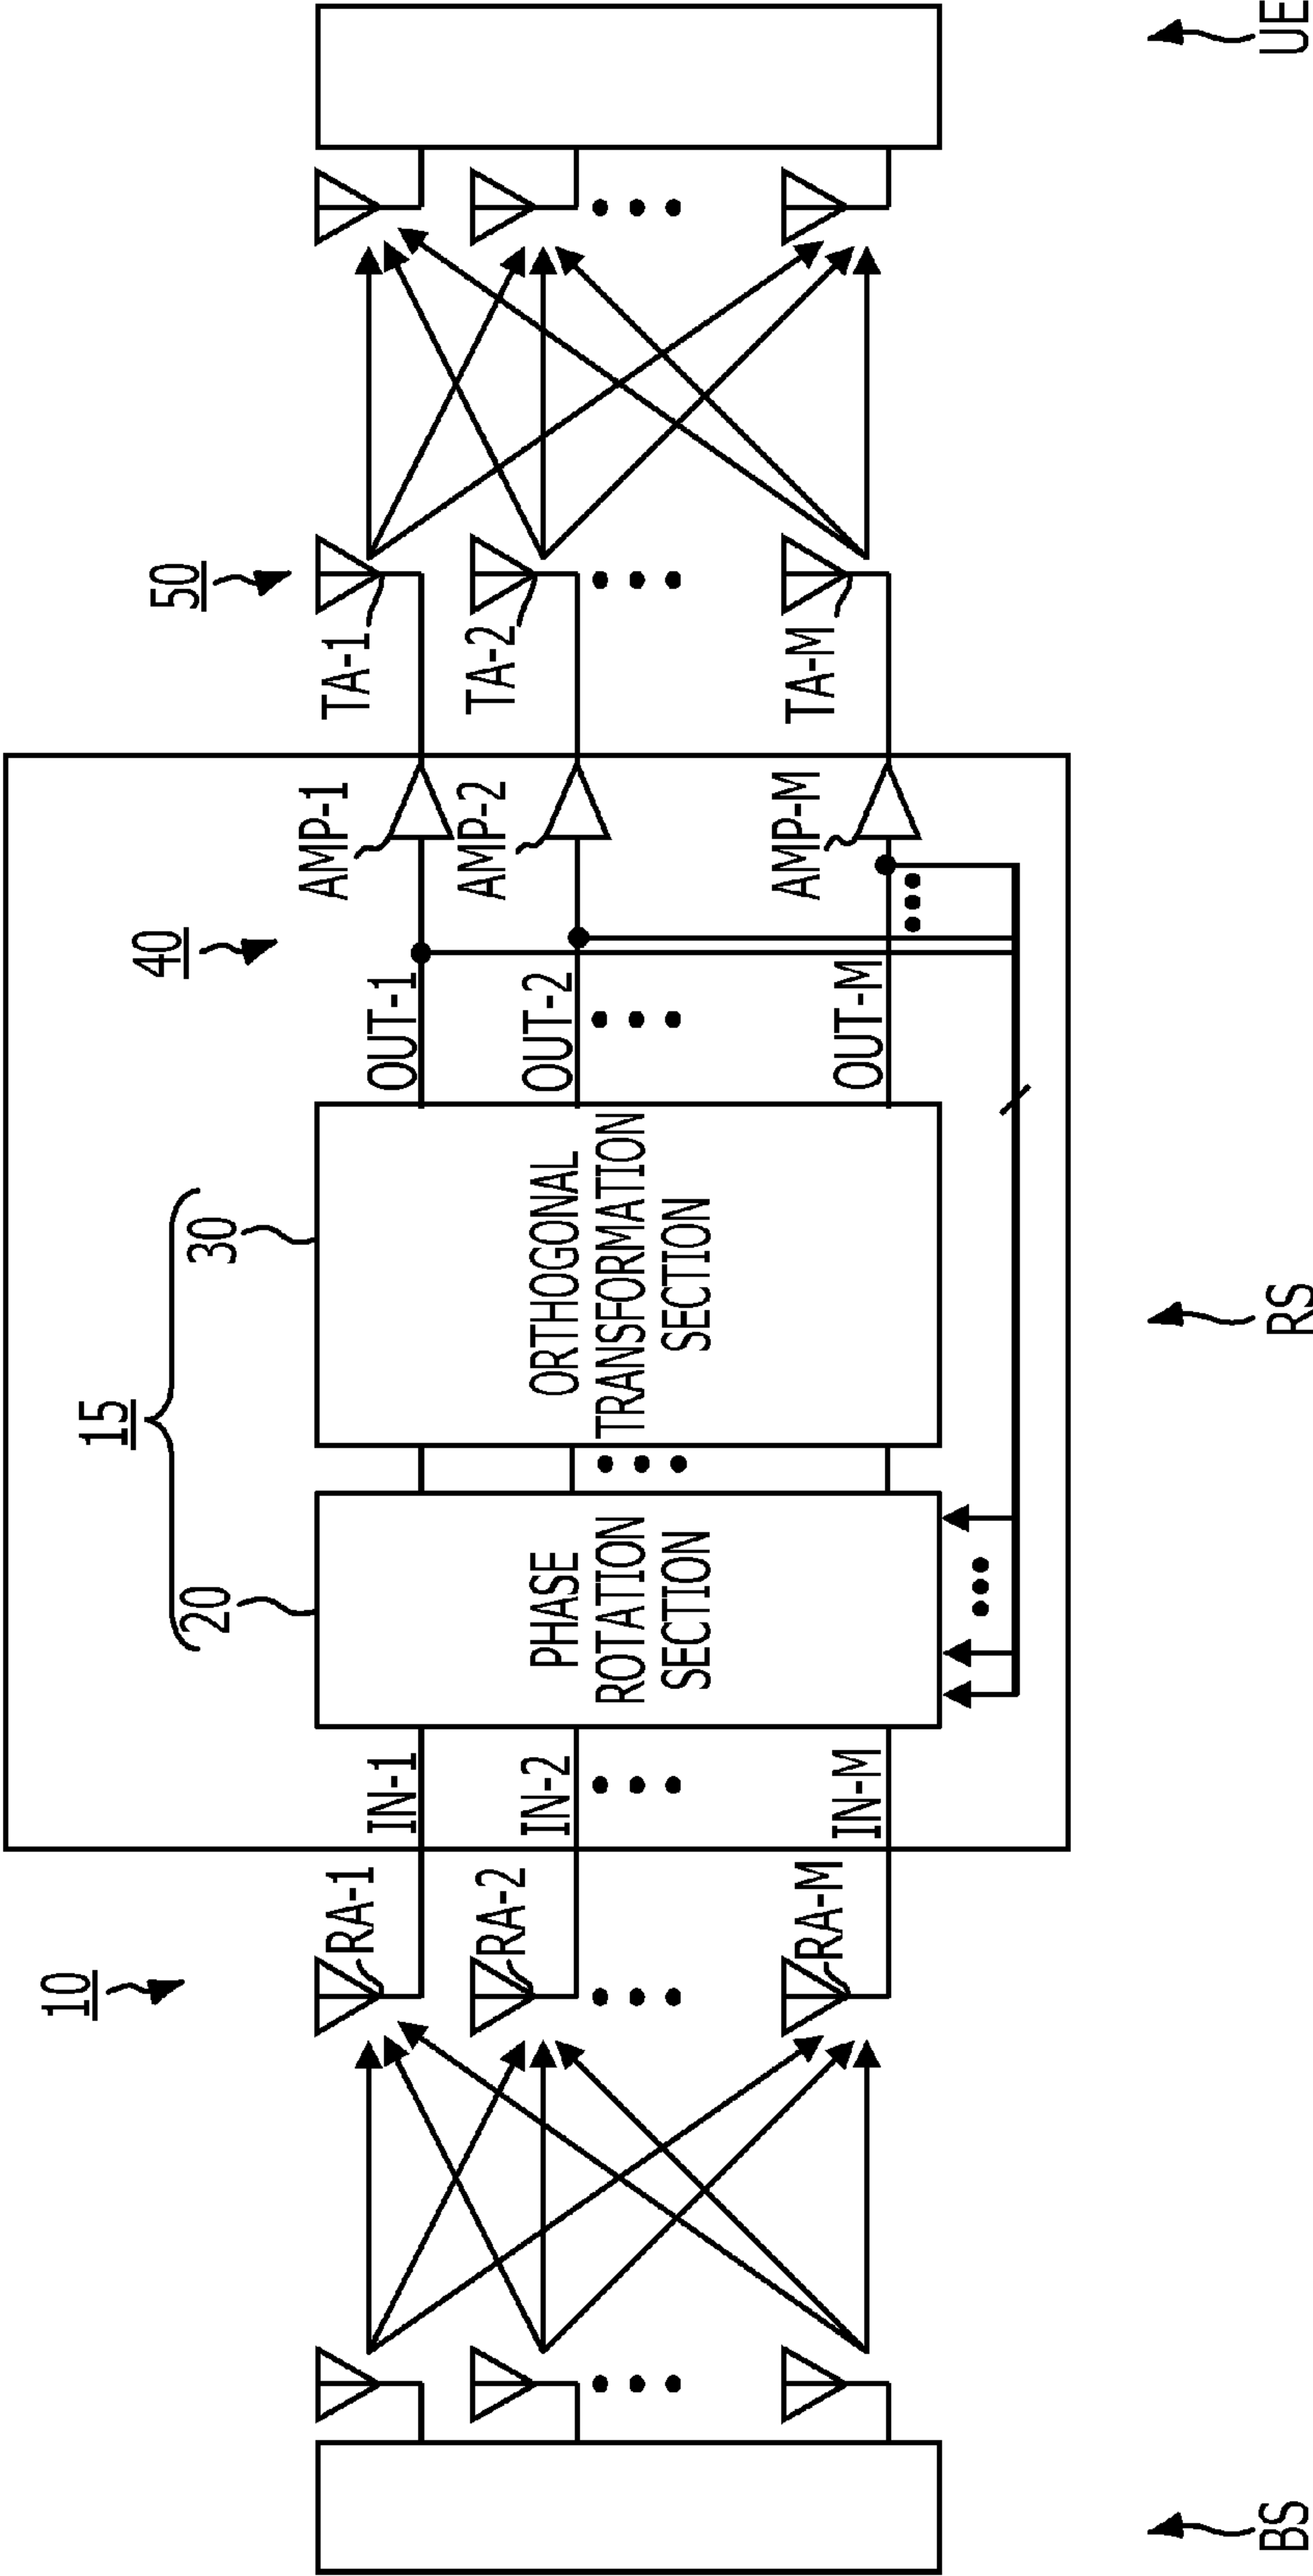 10
15
20
30
40
50
RA-1
RA-2
RA-M
IN-1
IN-2
IN-M
PHASE
ROTATION
SECTION
ORTHOGONAL
TRANSFORMATION
SECTION
OUT-1
OUT-2
OUT-M
AMP-1
AMP-2
AMP-M
TA-1
TA-2
TA-M
BS
RS
UE